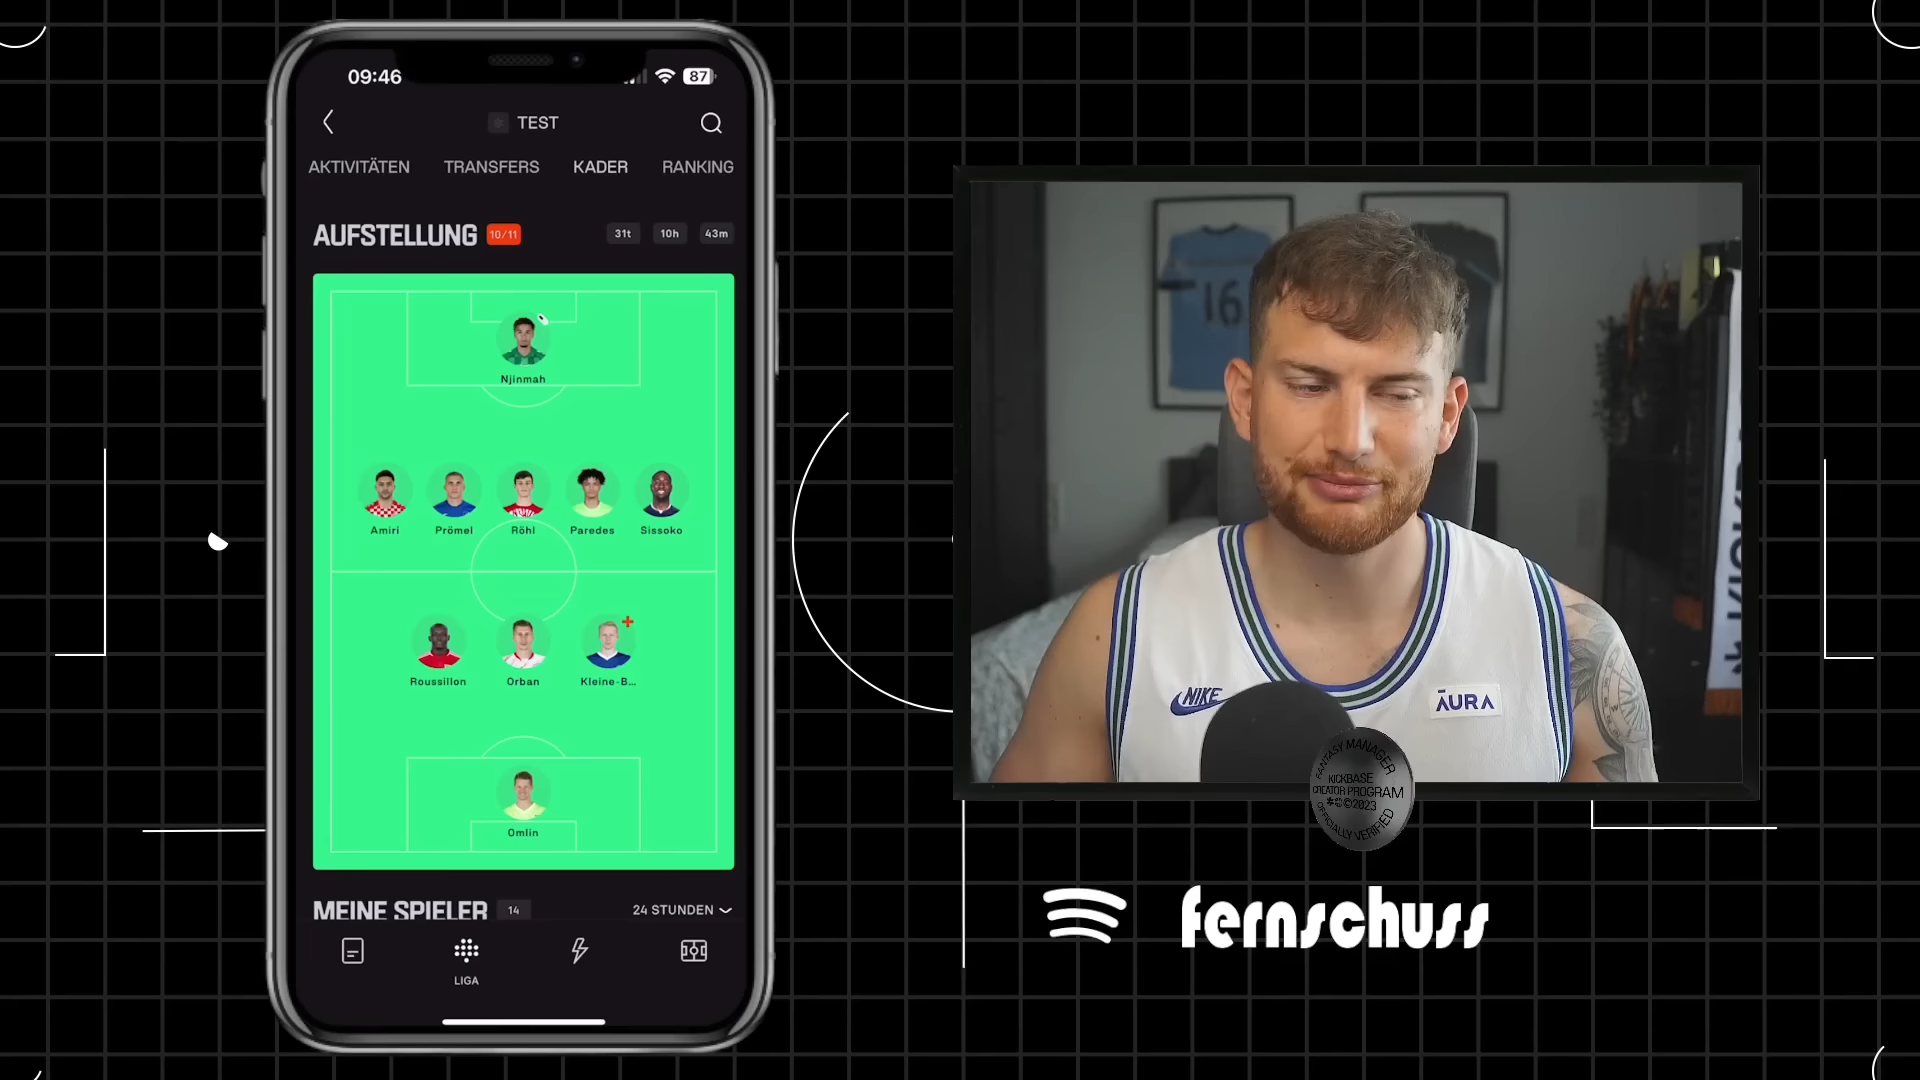 09:46
87
TEST
AKTIVITÄTEN TRANSFERS KADER RANKING
AUFSTELLUNG 10/11 31t 10h 43m
Njinmah
Amiri Prömel Röhl Paredes Sissoko
Roussillon Orban Kleine-B...
Omlin
MEINE SPIELER 14 24 STUNDEN
LIGA
16
NIKE
ĀURA
FANTASY MANAGER
KICKBASE
CREATOR PROGRAM
©2023
OFFICIALLY VERIFIED
fernschuss